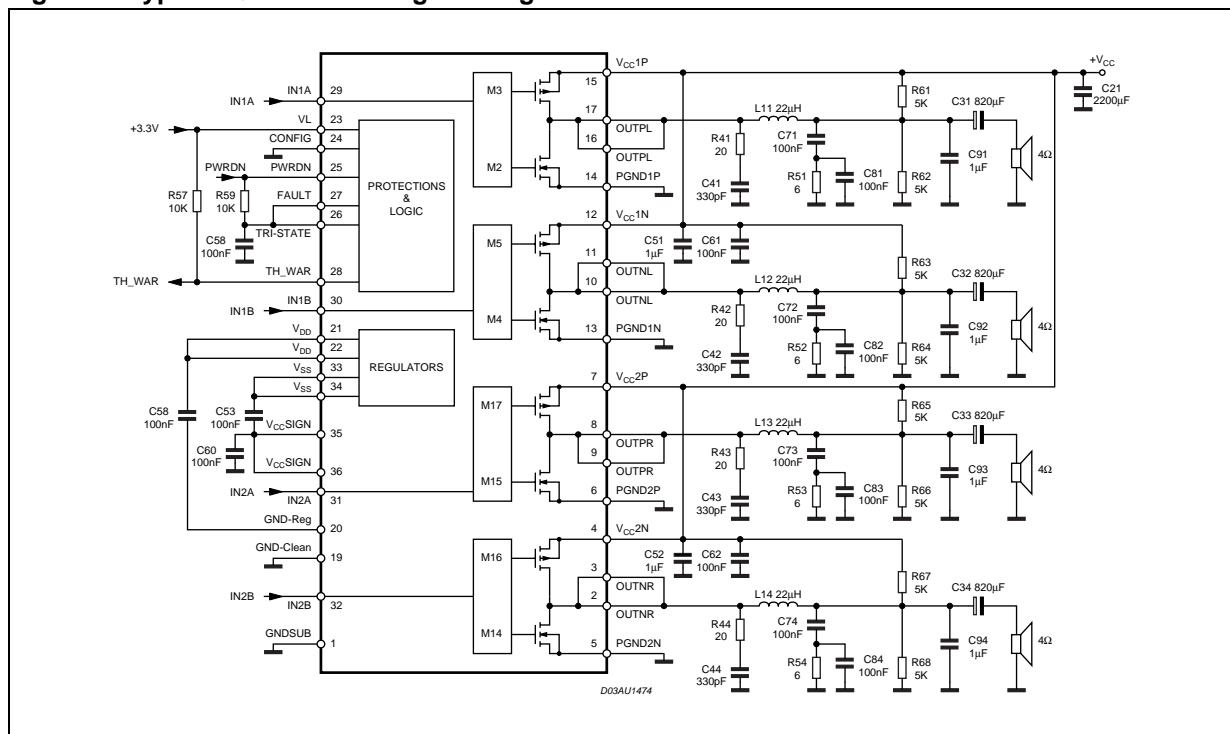 +VCC
C21
2200µF
IN1A
IN1A
29
VL
23
+3.3V
CONFIG
24
PWRDN
PWRDN
25
R57
10K
R59
10K
FAULT
27
26
TRI-STATE
C58
100nF
TH_WAR
TH_WAR
28
PROTECTIONS
&
LOGIC
IN1B
IN1B
30
VDD
21
VDD
22
VSS
33
VSS
34
REGULATORS
C58
100nF
C53
100nF
VCCSIGN
35
C60
100nF
VCCSIGN
36
IN2A
IN2A
31
GND-Reg
20
GND-Clean
19
IN2B
IN2B
32
GNDSUB
1
M3
M2
M5
M4
M17
M15
M16
M14
VCC1P
15
17
OUTPL
16
OUTPL
14
PGND1P
L11 22µH
R41
20
C41
330pF
C71
100nF
R51
6
C81
100nF
R61
5K
R62
5K
C31 820µF
C91
1µF
4Ω
12
VCC1N
11
OUTNL
10
OUTNL
13
PGND1N
C51
1µF
C61
100nF
L12 22µH
R42
20
C42
330pF
C72
100nF
R52
6
C82
100nF
R63
5K
R64
5K
C32 820µF
C92
1µF
4Ω
7
VCC2P
8
OUTPR
9
OUTPR
6
PGND2P
L13 22µH
R43
20
C43
330pF
C73
100nF
R53
6
C83
100nF
R65
5K
R66
5K
C33 820µF
C93
1µF
4Ω
4
VCC2N
3
OUTNR
2
OUTNR
5
PGND2N
C52
1µF
C62
100nF
L14 22µH
R44
20
C44
330pF
C74
100nF
R54
6
C84
100nF
R67
5K
R68
5K
C34 820µF
C94
1µF
4Ω
D03AU1474